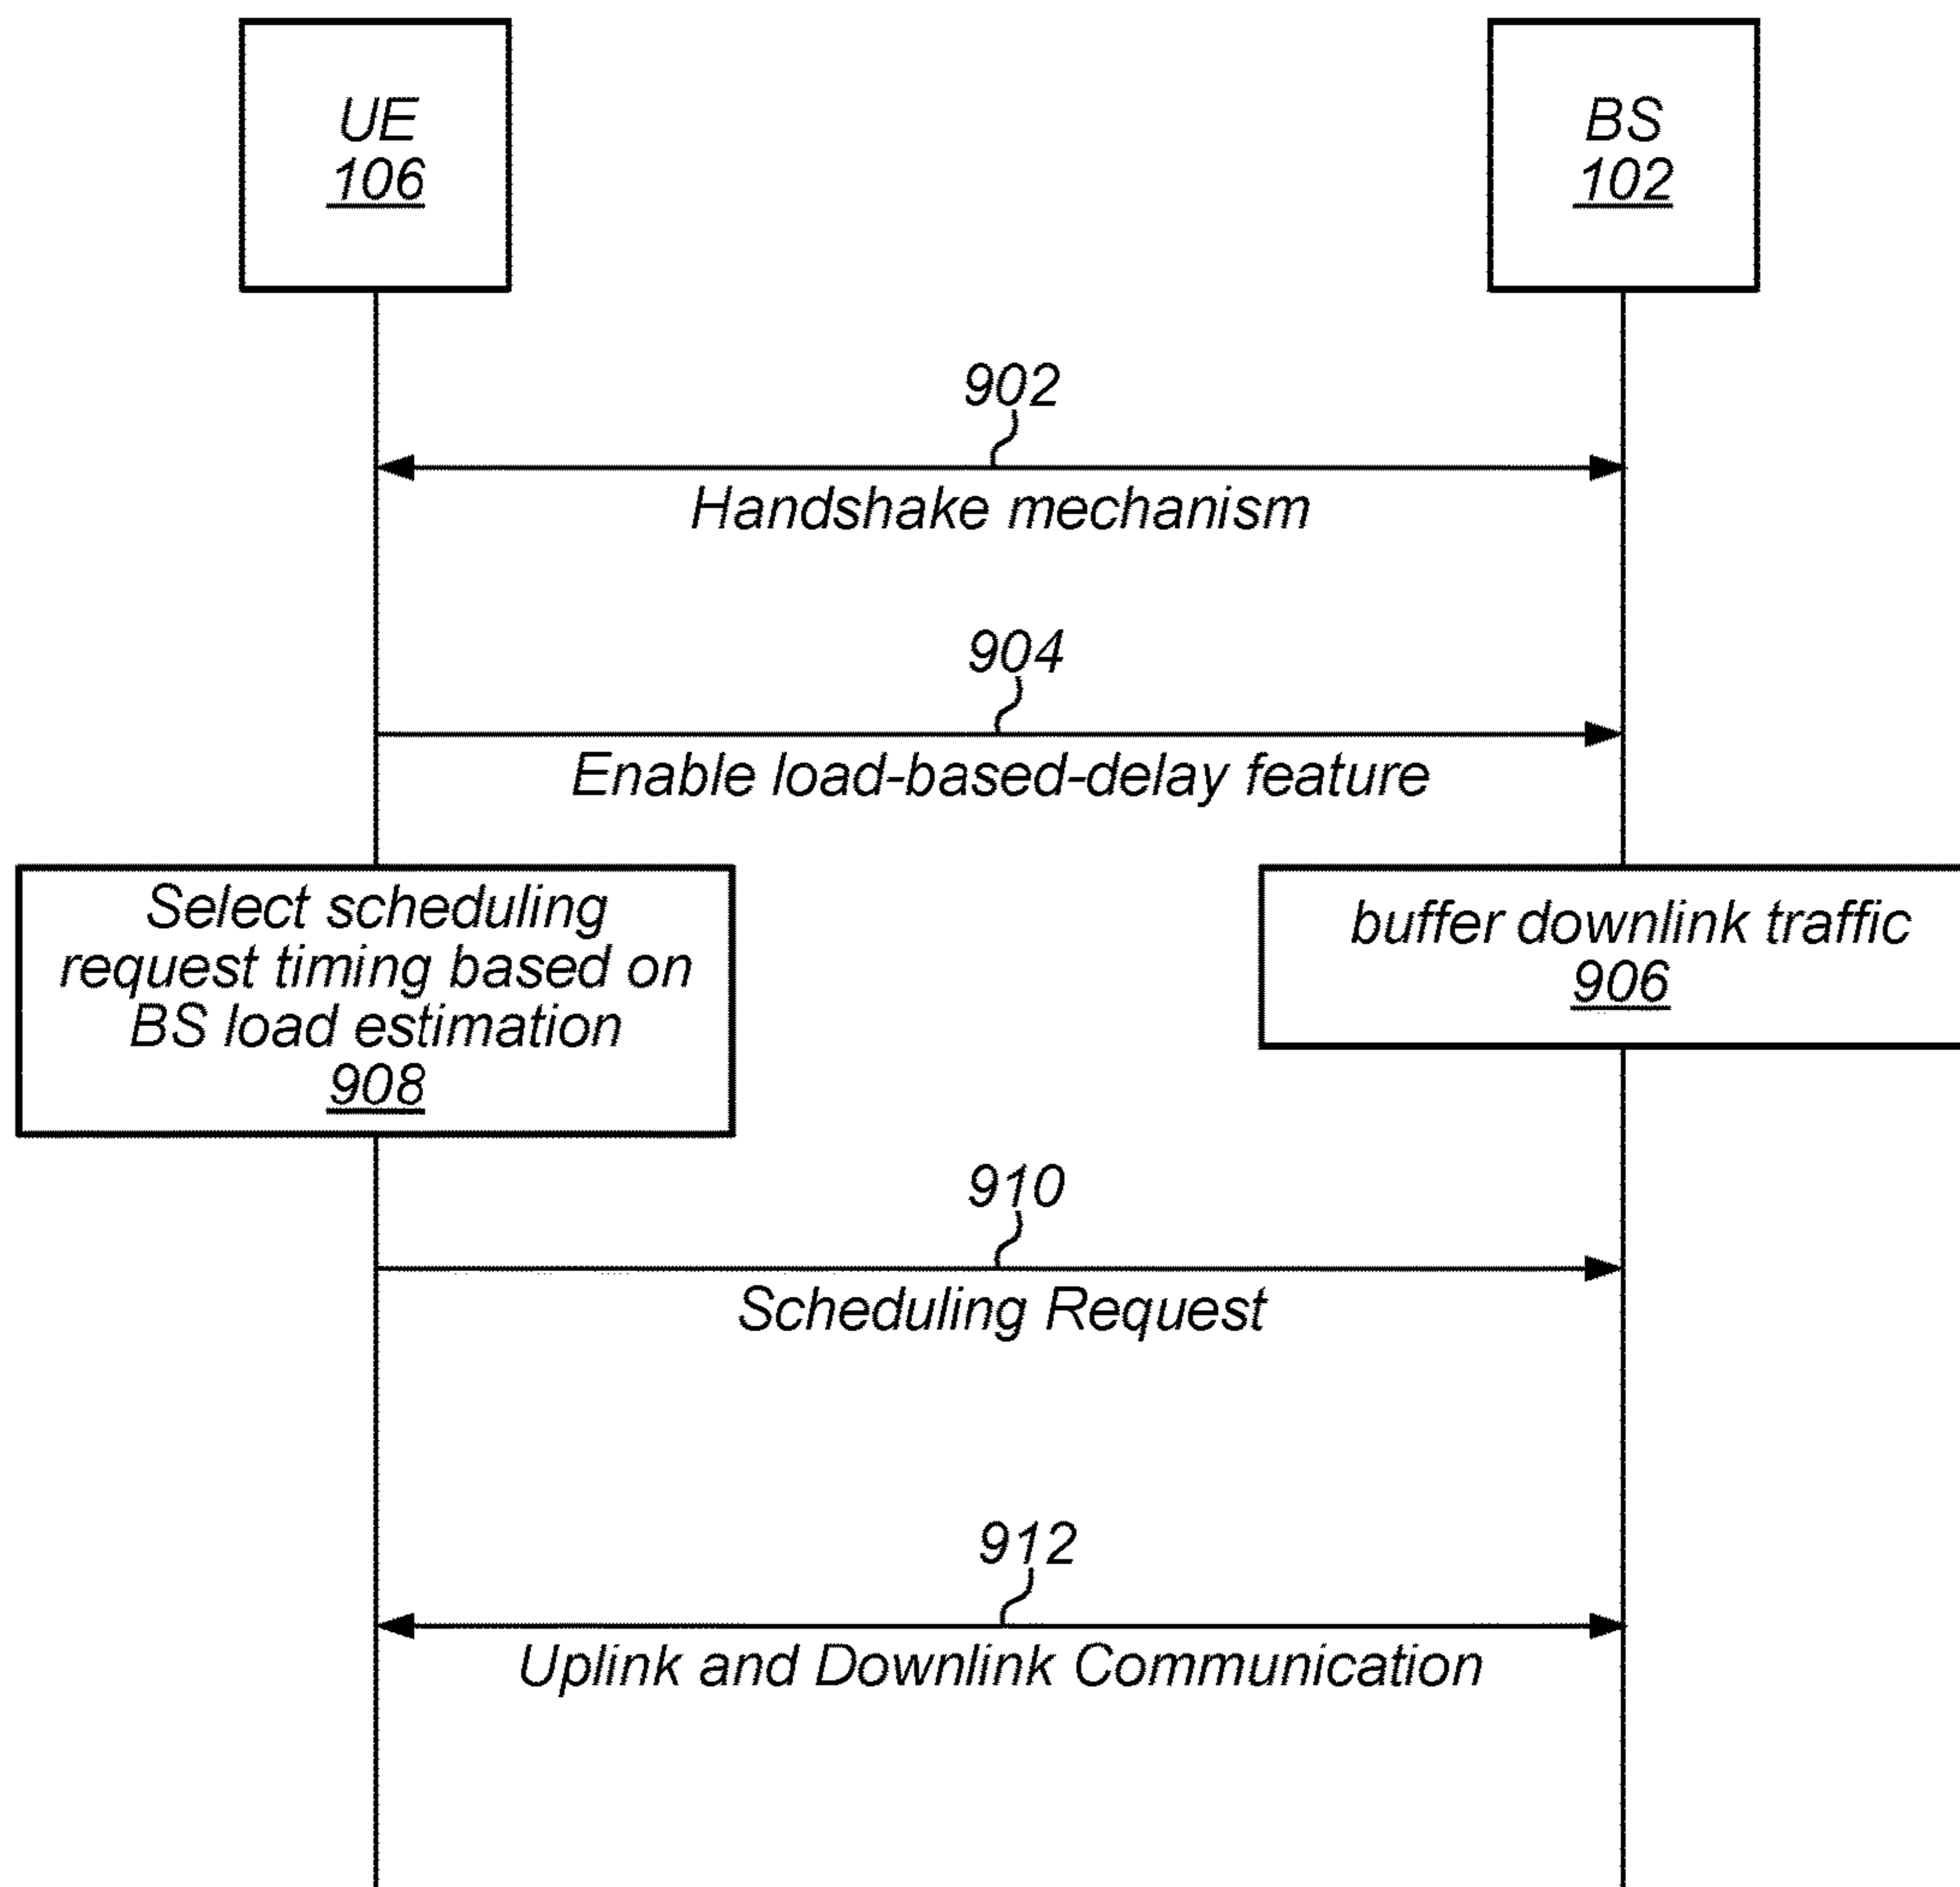 UE
106
BS
102
902
Handshake mechanism
904
Enable load-based-delay feature
Select scheduling
request timing based on
BS load estimation
908
buffer downlink traffic
906
910
Scheduling Request
912
Uplink and Downlink Communication